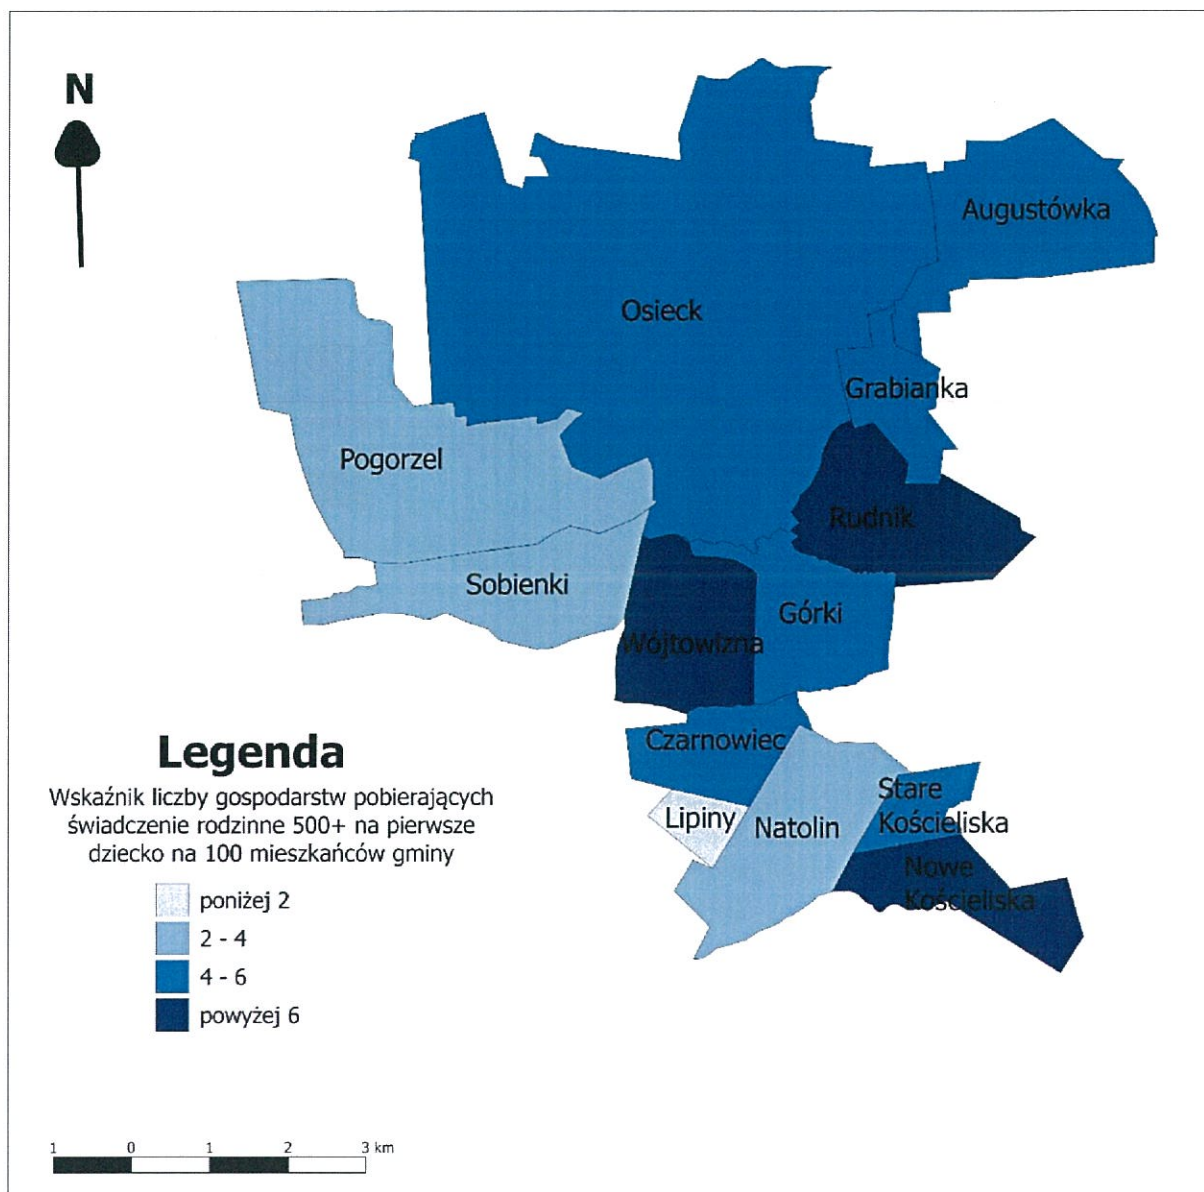 N
Augustówka
Osieck
Grabianka
Pogorzel
Rudnik
Sobienki
Górki
Wójtowizna
Czarnowiec
Stare
Kościeliska
Lipiny
Natolin
Nowe
Kościeliska
Legenda
Wskaźnik liczby gospodarstw pobierających
świadczenie rodzinne 500+ na pierwsze
dziecko na 100 mieszkańców gminy
poniżej 2
2 - 4
4 - 6
powyżej 6
1 0 1 2 3 km